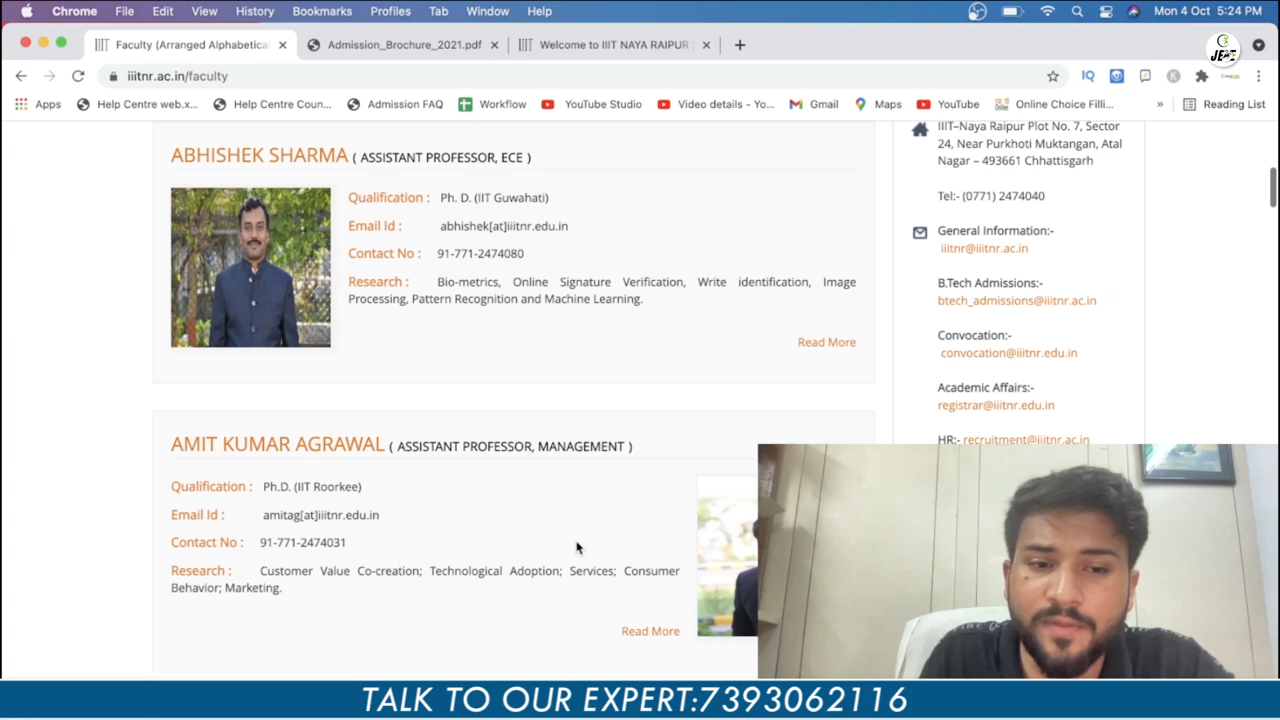 Chrome File Edit View History Bookmarks Profiles Tab Window Help Mon 4 Oct 5:24 PM
Faculty (Arranged Alphabetical Admission_Brochure_2021.pdf Welcome to IIIT NAYA RAIPUR
iiitnr.ac.in/faculty IQ
Apps Help Centre web.x... Help Centre Coun... Admission FAQ Workflow YouTube Studio Video details - Yo... Gmail Maps YouTube Online Choice Filli... » Reading List
ABHISHEK SHARMA ( ASSISTANT PROFESSOR, ECE )
Qualification : Ph. D. (IIT Guwahati)
Email Id : abhishek[at]iiitnr.edu.in
Contact No : 91-771-2474080
Research : Bio-metrics, Online Signature Verification, Write identification, Image
Processing, Pattern Recognition and Machine Learning.
Read More
AMIT KUMAR AGRAWAL ( ASSISTANT PROFESSOR, MANAGEMENT )
Qualification : Ph.D. (IIT Roorkee)
Email Id : amitag[at]iiitnr.edu.in
Contact No : 91-771-2474031
Research : Customer Value Co-creation; Technological Adoption; Services; Consumer
Behavior; Marketing.
Read More
IIIT–Naya Raipur Plot No. 7, Sector
24, Near Purkhoti Muktangan, Atal
Nagar – 493661 Chhattisgarh
Tel:- (0771) 2474040
General Information:-
iiitnr@iiitnr.ac.in
B.Tech Admissions:-
btech_admissions@iiitnr.ac.in
Convocation:-
convocation@iiitnr.edu.in
Academic Affairs:-
registrar@iiitnr.edu.in
HR:- recruitment@iiitnr.ac.in
TALK TO OUR EXPERT:7393062116